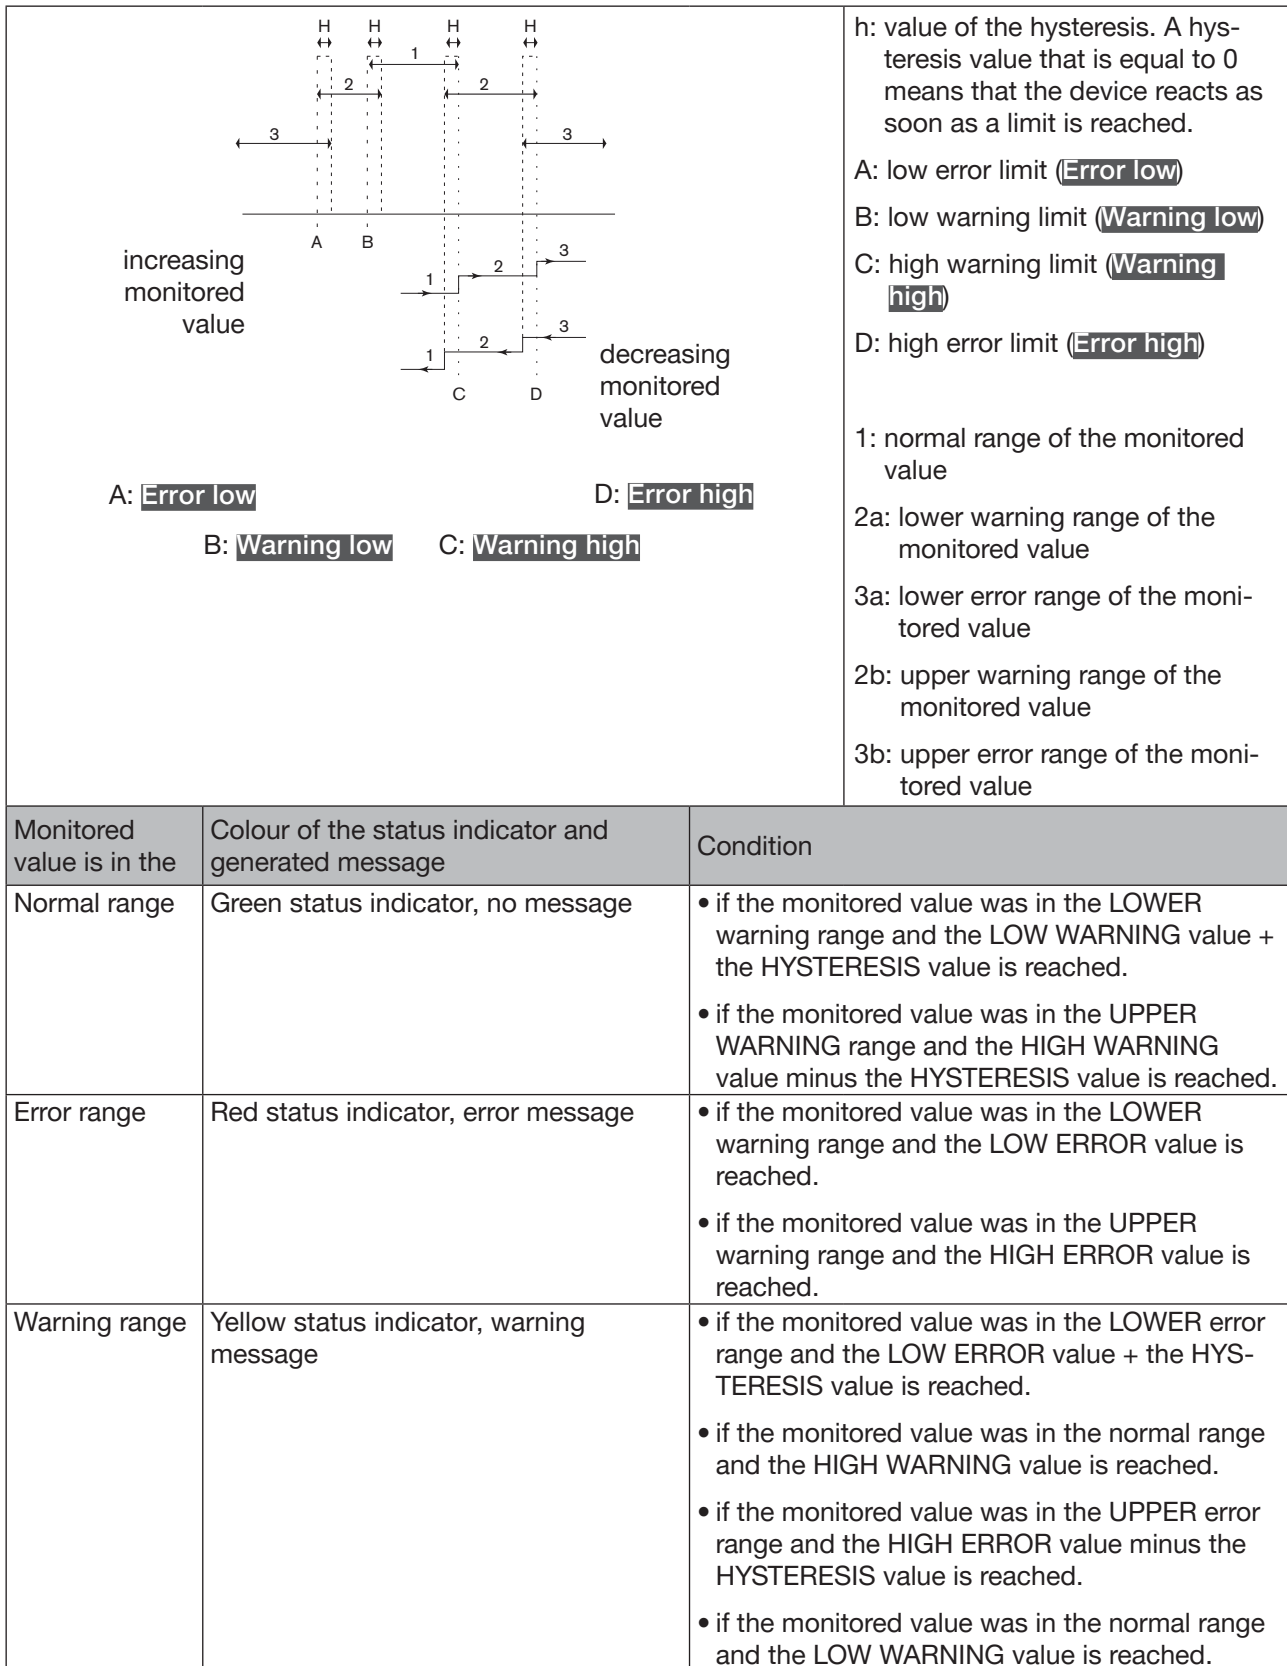 H H H H
1
2 2
3 3
A B
increasing
monitored
value
3
2
1
3
2
1
decreasing
monitored
value
C D
A: Error low
D: Error high
B: Warning low
C: Warning high
h: value of the hysteresis. A hys-
teresis value that is equal to 0
means that the device reacts as
soon as a limit is reached.
A: low error limit (Error low)
B: low warning limit (Warning low)
C: high warning limit (Warning
high)
D: high error limit (Error high)
1: normal range of the monitored
value
2a: lower warning range of the
monitored value
3a: lower error range of the moni-
tored value
2b: upper warning range of the
monitored value
3b: upper error range of the moni-
tored value
Monitored
value is in the
Colour of the status indicator and
generated message
Condition
Normal range
Green status indicator, no message
• if the monitored value was in the LOWER
warning range and the LOW WARNING value +
the HYSTERESIS value is reached.
• if the monitored value was in the UPPER
WARNING range and the HIGH WARNING
value minus the HYSTERESIS value is reached.
Error range
Red status indicator, error message
• if the monitored value was in the LOWER
warning range and the LOW ERROR value is
reached.
• if the monitored value was in the UPPER
warning range and the HIGH ERROR value is
reached.
Warning range
Yellow status indicator, warning
message
• if the monitored value was in the LOWER error
range and the LOW ERROR value + the HYS-
TERESIS value is reached.
• if the monitored value was in the normal range
and the HIGH WARNING value is reached.
• if the monitored value was in the UPPER error
range and the HIGH ERROR value minus the
HYSTERESIS value is reached.
• if the monitored value was in the normal range
and the LOW WARNING value is reached.